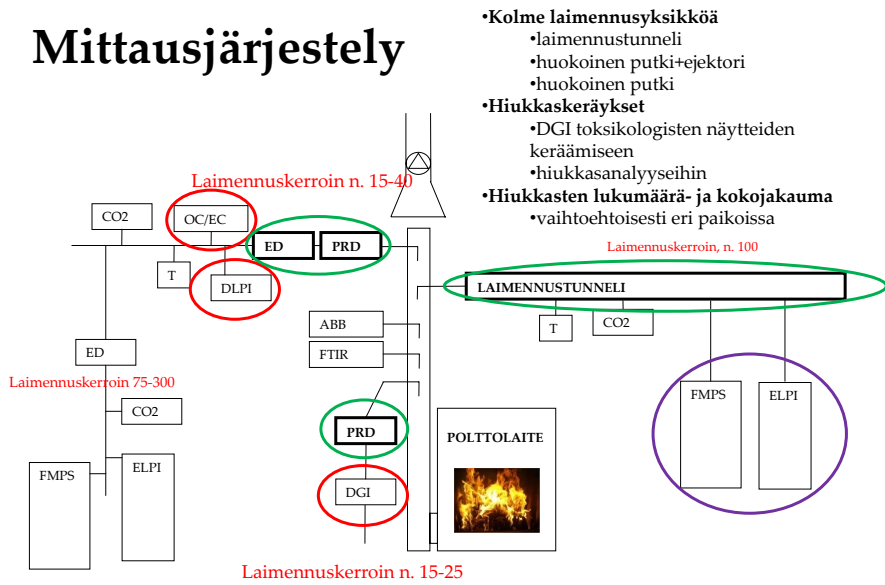 Mittausjärjestely
•Kolme laimennusyksikköä
•laimennustunneli
•huokoinen putki+ejektori
•huokoinen putki
•Hiukkaskeräykset
•DGI toksikologisten näytteiden
keräämiseen
•hiukkasanalyyseihin
•Hiukkasten lukumäärä- ja kokojakauma
•vaihtoehtoisesti eri paikoissa
Laimennuskerroin n. 15-40
Laimennuskerroin, n. 100
CO2
OC/EC
ED
PRD
T
DLPI
LAIMENNUSTUNNELI
T
CO2
ABB
FTIR
ED
Laimennuskerroin 75-300
CO2
FMPS
ELPI
PRD
DGI
POLTTOLAITE
FMPS
ELPI
Laimennuskerroin n. 15-25